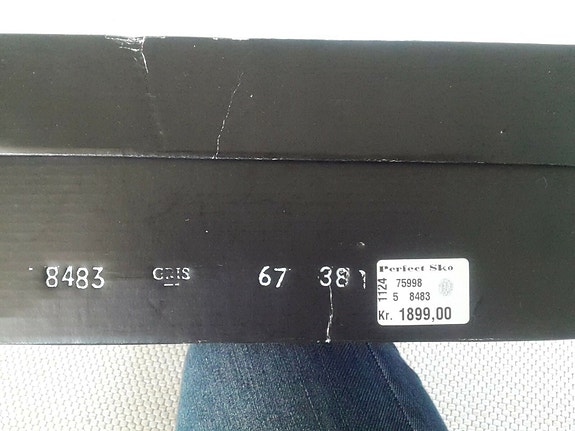 8483 GRIS 67 38
Perfect Sko
1124
75998
5 8483
Kr. 1899,00